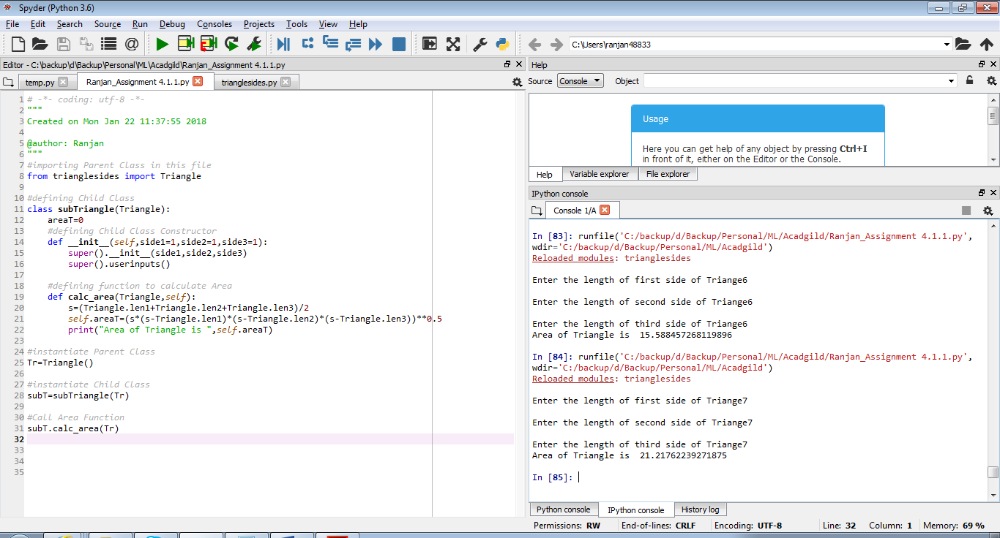 Spyder (Python 3.6)
File Edit Search Source Run Debug Consoles Projects Tools View Help
C:\Users\ranjan48833
Editor - C:\backup\d\Backup\Personal\ML\Acadgild\Ranjan_Assignment 4.1.1.py
temp.py Ranjan_Assignment 4.1.1.py trianglesides.py
1 # -*- coding: utf-8 -*-
2 """
3 Created on Mon Jan 22 11:37:55 2018
4
5 @author: Ranjan
6 """
7 #importing Parent Class in this file
8 from trianglesides import Triangle
9
10 #defining Child Class
11 class subTriangle(Triangle):
12     areaT=0
13     #defining Child Class Constructor
14     def __init__(self,side1=1,side2=1,side3=1):
15         super().__init__(side1,side2,side3)
16         super().userinputs()
17
18     #defining function to calculate Area
19     def calc_area(Triangle,self):
20         s=(Triangle.len1+Triangle.len2+Triangle.len3)/2
21         self.areaT=(s*(s-Triangle.len1)*(s-Triangle.len2)*(s-Triangle.len3))**0.5
22         print("Area of Triangle is ",self.areaT)
23
24 #instantiate Parent Class
25 Tr=Triangle()
26
27 #instantiate Child Class
28 subT=subTriangle(Tr)
29
30 #Call Area Function
31 subT.calc_area(Tr)
32
33
34
35
Help
Source Console Object
Usage
Here you can get help of any object by pressing Ctrl+I
in front of it, either on the Editor or the Console.
Help Variable explorer File explorer
IPython console
Console 1/A
In [83]: runfile('C:/backup/d/Backup/Personal/ML/Acadgild/Ranjan_Assignment 4.1.1.py',
wdir='C:/backup/d/Backup/Personal/ML/Acadgild')
Reloaded modules: trianglesides
Enter the length of first side of Triange6
Enter the length of second side of Triange6
Enter the length of third side of Triange6
Area of Triangle is  15.588457268119896
In [84]: runfile('C:/backup/d/Backup/Personal/ML/Acadgild/Ranjan_Assignment 4.1.1.py',
wdir='C:/backup/d/Backup/Personal/ML/Acadgild')
Reloaded modules: trianglesides
Enter the length of first side of Triange7
Enter the length of second side of Triange7
Enter the length of third side of Triange7
Area of Triangle is  21.21762239271875
In [85]:
Python console IPython console History log
Permissions: RW End-of-lines: CRLF Encoding: UTF-8 Line: 32 Column: 1 Memory: 69 %